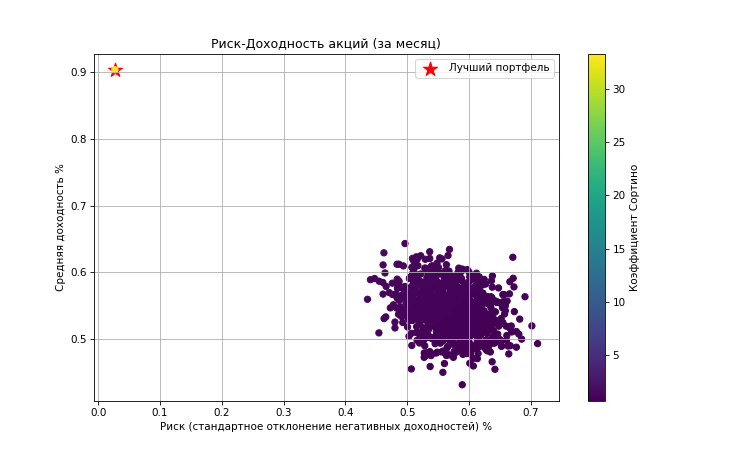 Риск-Доходность акций (за месяц)
Лучший портфель
0.9
0.8
0.7
0.6
0.5
Средняя доходность %
0.0 0.1 0.2 0.3 0.4 0.5 0.6 0.7
Риск (стандартное отклонение негативных доходностей) %
30
25
20
15
10
5
Коэффициент Сортино